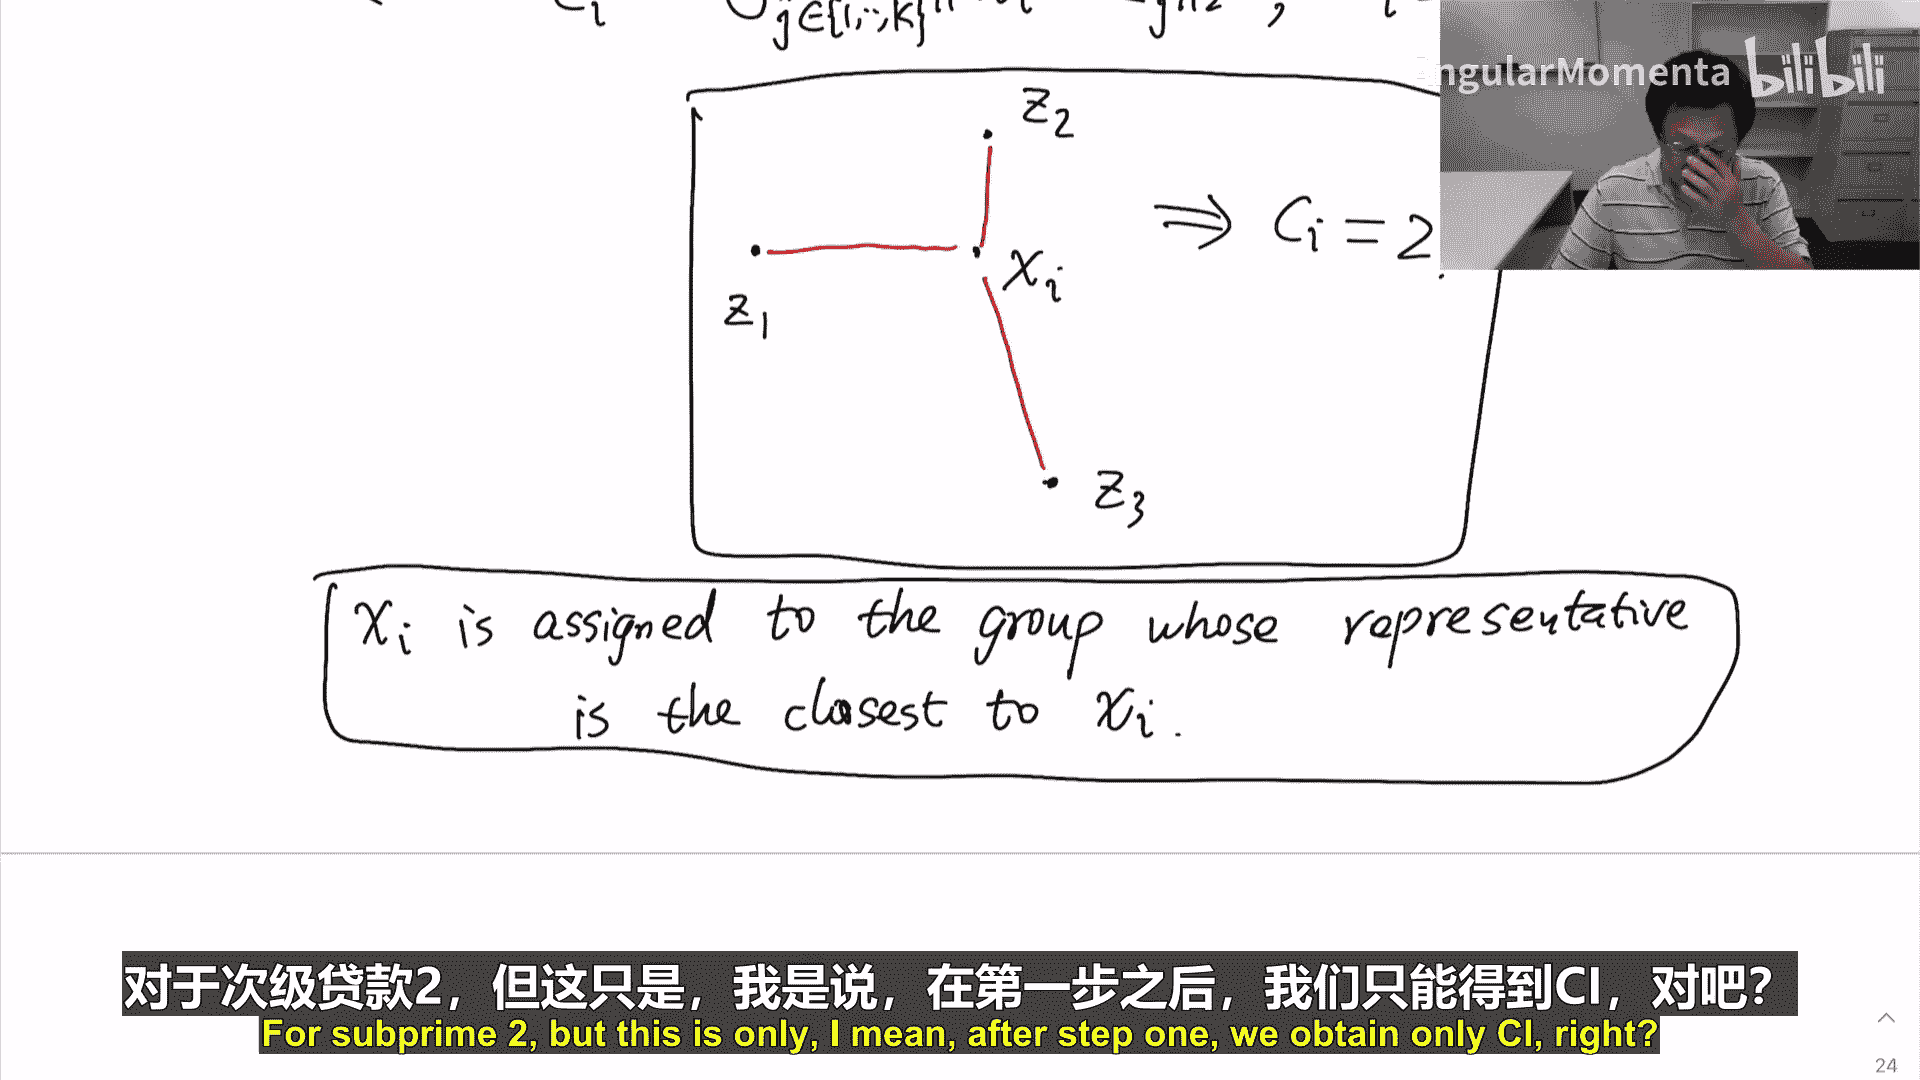 z₂
AngularMomenta bilibili
⇒ Cᵢ = 2.
xᵢ
z₁
z₃
xᵢ is assigned to the group whose representative
is the closest to xᵢ.
对于次级贷款2，但这只是，我是说，在第一步之后，我们只能得到CI，对吧？
For subprime 2, but this is only, I mean, after step one, we obtain only CI, right?
24